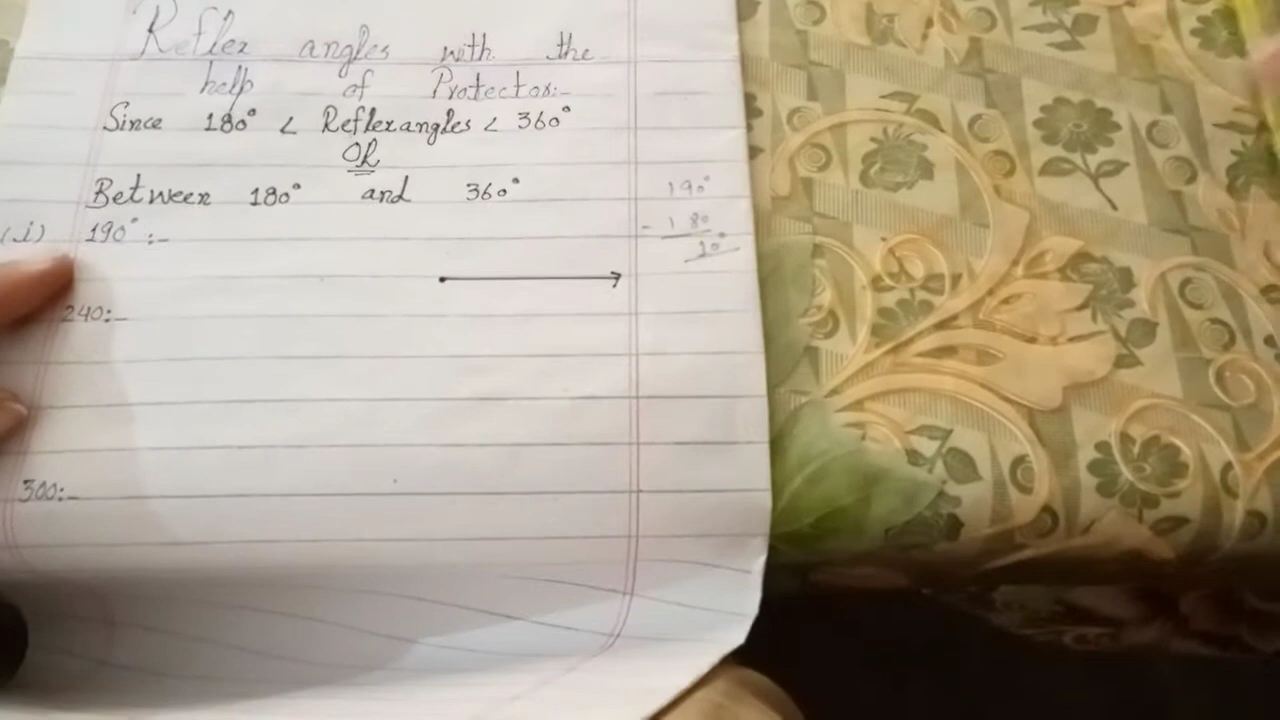 Reflex angles with the
help of Protector:-
Since 180° < Reflexangles < 360°
OR
Between 180° and 360°
190°
- 180
10°
(i) 190° :-
240:-
300:-